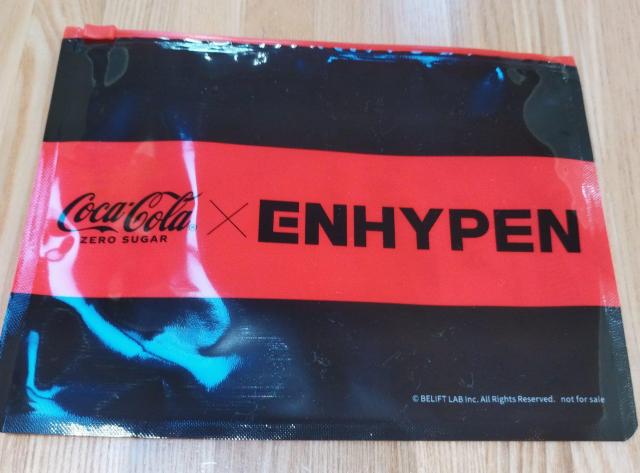 Coca-Cola®
ZERO SUGAR
×
ENHYPEN
© BELIFT LAB Inc. All Rights Reserved. not for sale